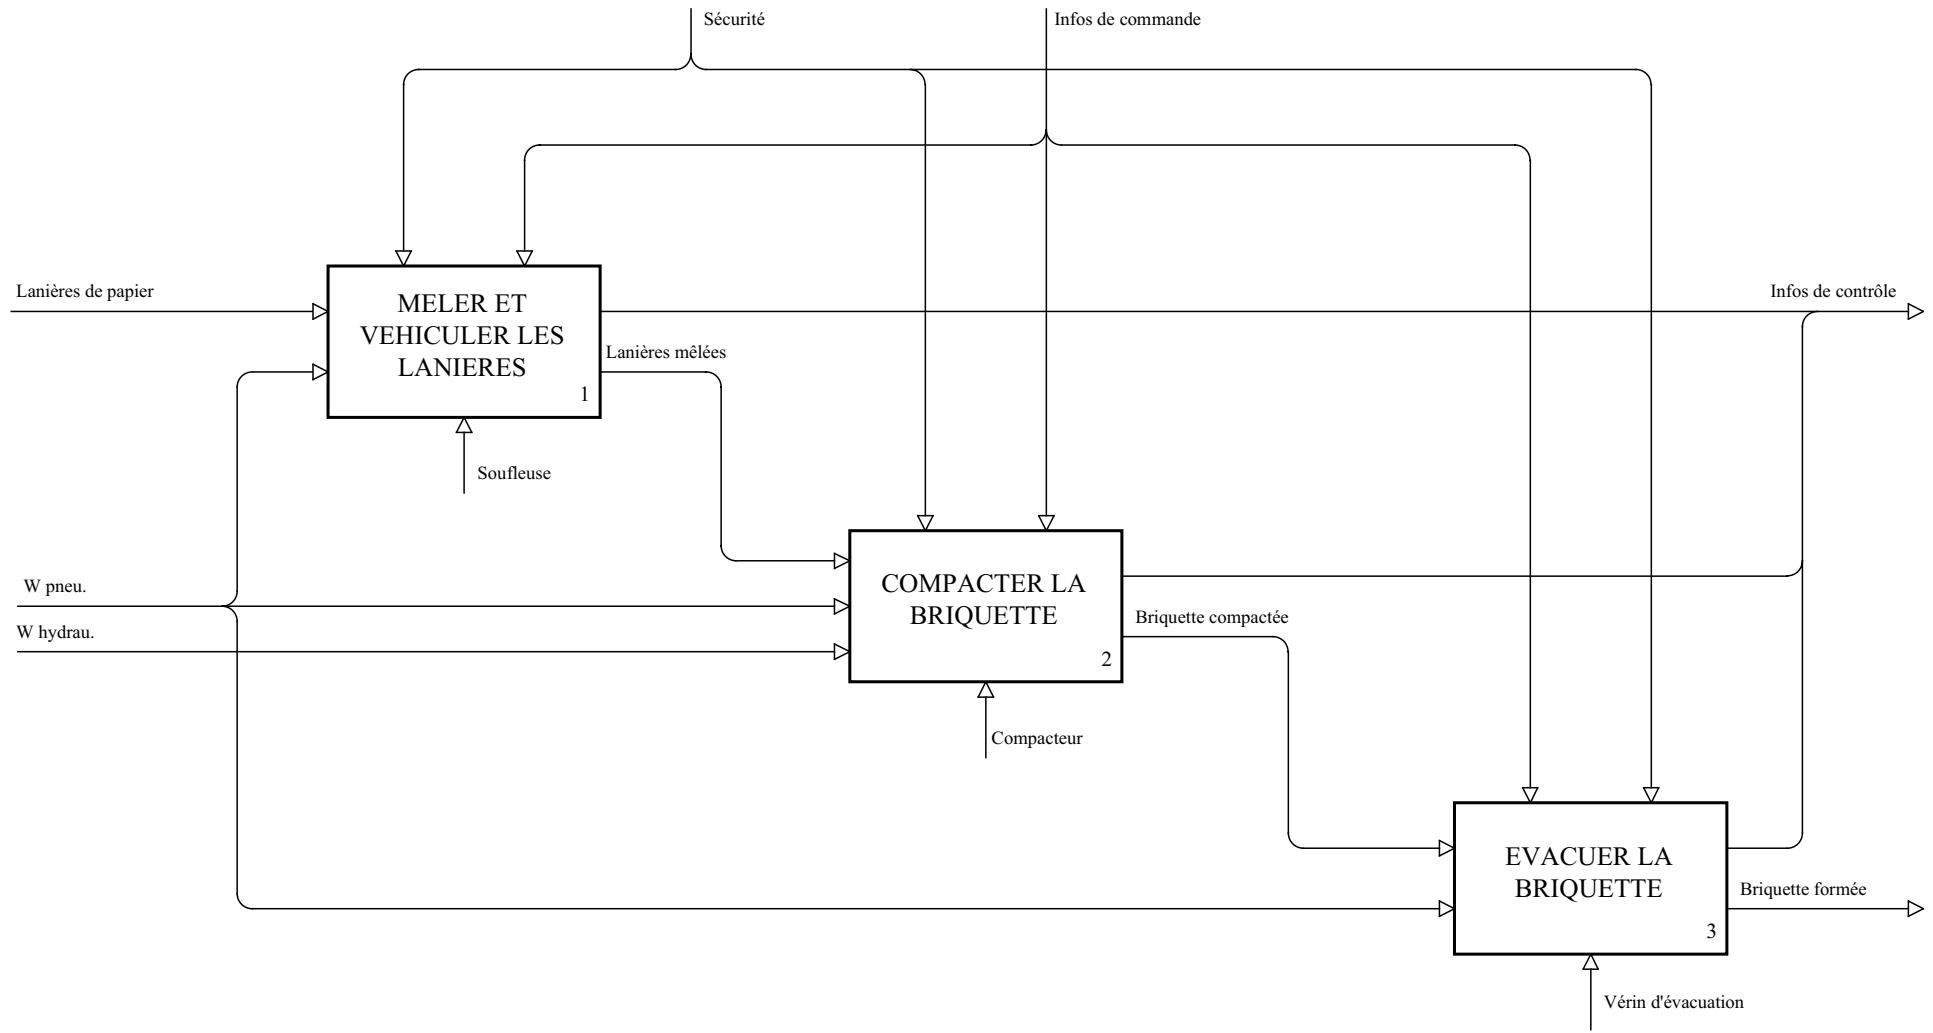 Sécurité
Infos de commande
Lanières de papier
MELER ET
VEHICULER LES
LANIERES
1
Infos de contrôle
Lanières mêlées
Soufleuse
W pneu.
W hydrau.
COMPACTER LA
BRIQUETTE
2
Briquette compactée
Compacteur
EVACUER LA
BRIQUETTE
3
Briquette formée
Vérin d'évacuation